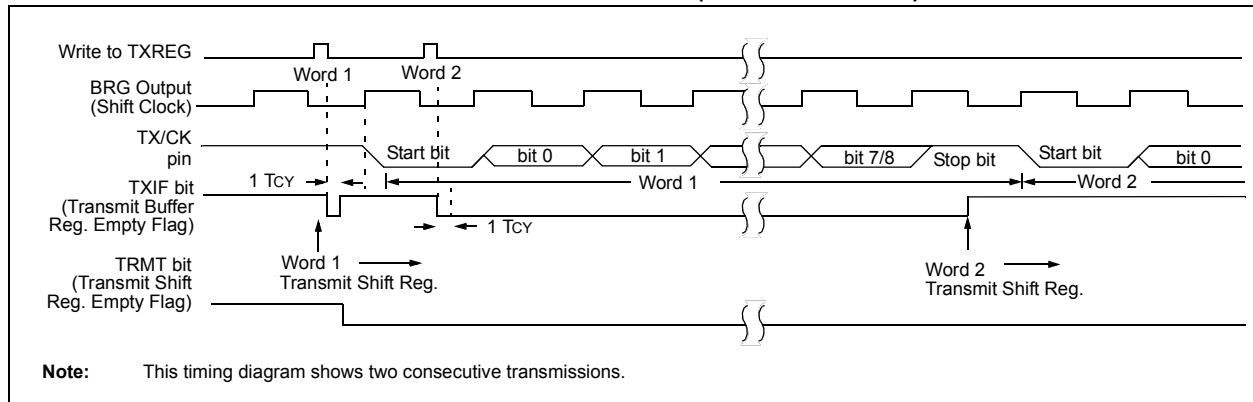 Write to TXREG
Word 1
Word 2
BRG Output
(Shift Clock)
TX/CK
pin
Start bit
bit 0
bit 1
bit 7/8
Stop bit
Start bit
bit 0
1 TCY
Word 1
Word 2
TXIF bit
(Transmit Buffer
Reg. Empty Flag)
1 TCY
Word 1
Transmit Shift Reg.
Word 2
Transmit Shift Reg.
TRMT bit
(Transmit Shift
Reg. Empty Flag)
Note: This timing diagram shows two consecutive transmissions.